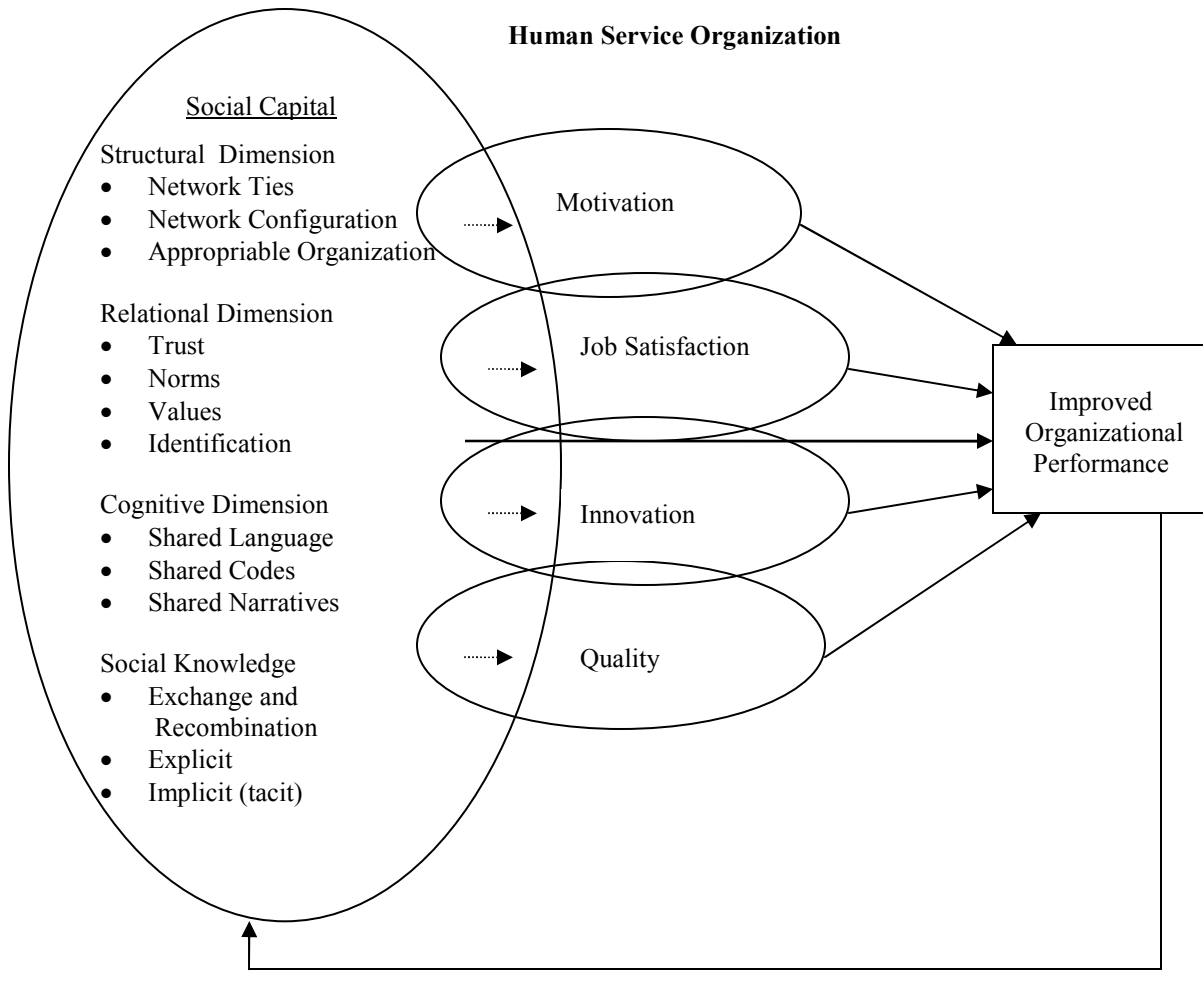 Human Service Organization
Social Capital
Structural Dimension
• Network Ties
• Network Configuration
• Appropriable Organization
Relational Dimension
• Trust
• Norms
• Values
• Identification
Cognitive Dimension
• Shared Language
• Shared Codes
• Shared Narratives
Social Knowledge
• Exchange and
Recombination
• Explicit
• Implicit (tacit)
Motivation
Job Satisfaction
Innovation
Quality
Improved
Organizational
Performance